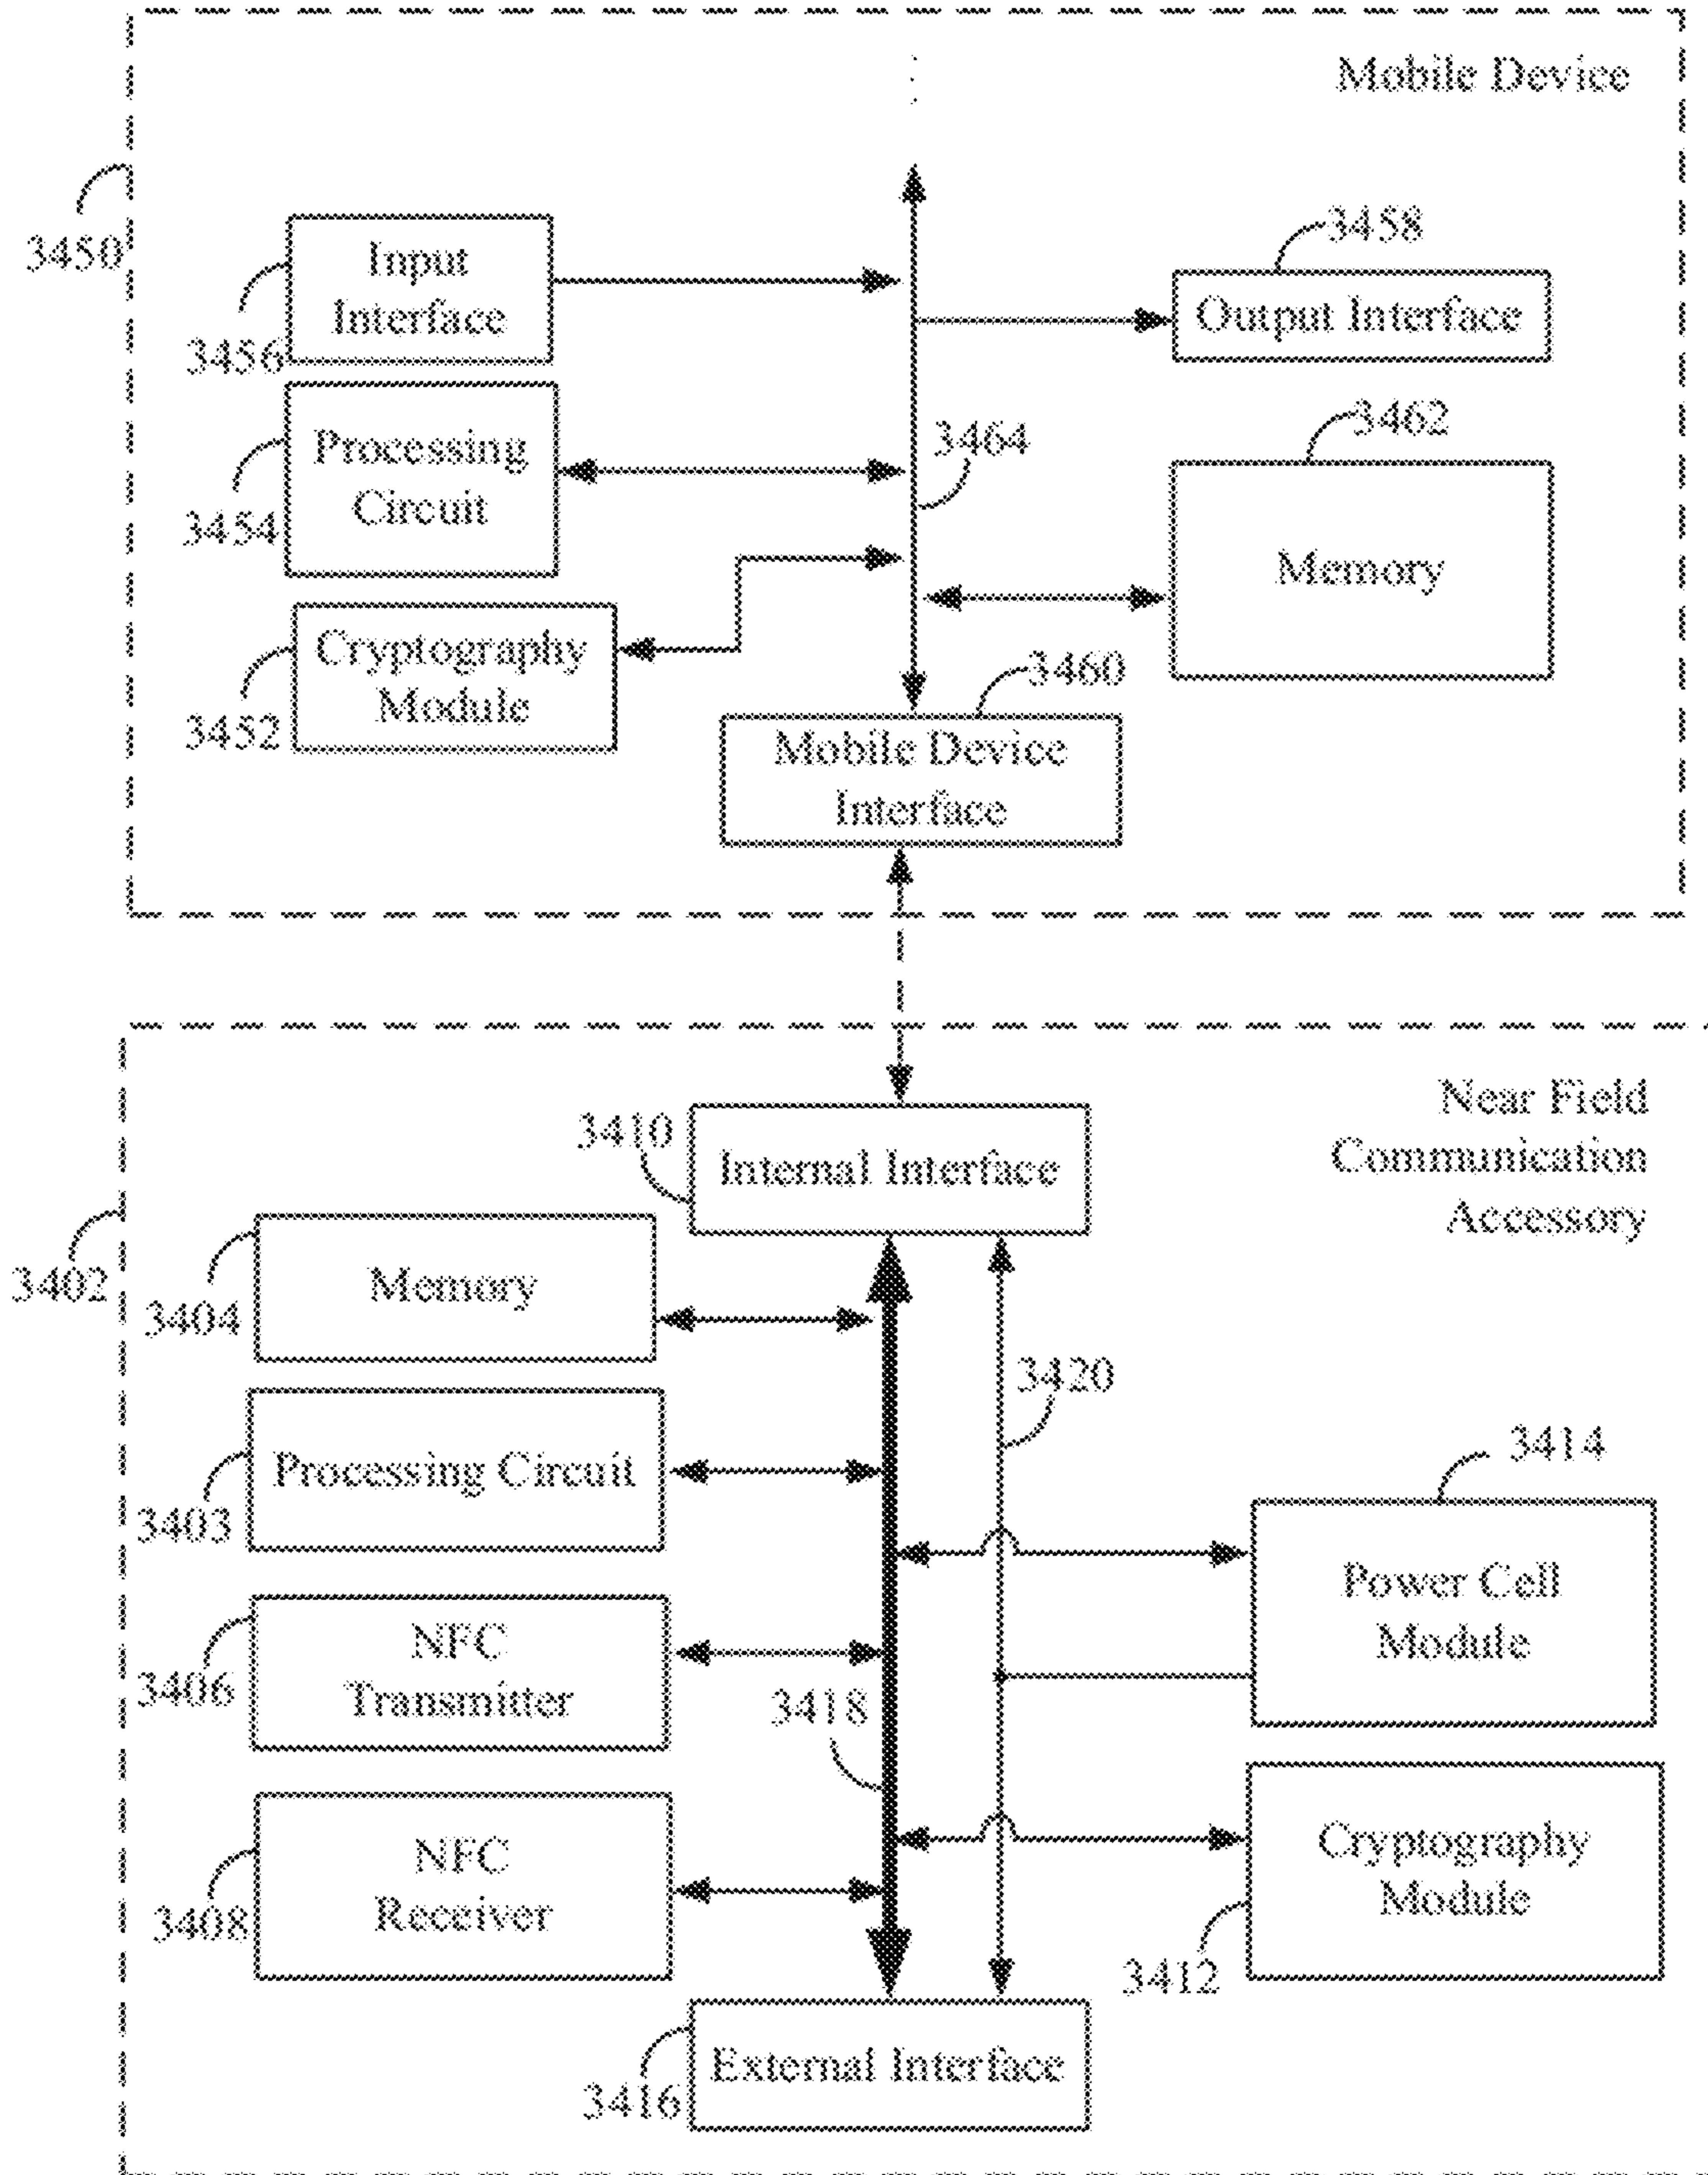 Mobile Device
3450
3458
Input
Interface
Output Interface
3456
3462
3464
Processing
Circuit
3454
Memory
Cryptography
Module
3452
3460
Mobile Device
Interface
Near Field
Communication
Accessory
3410
Internal Interface
3402
Memory
3404
3420
3414
Processing Circuit
3403
Power Cell
Module
NFC
Transmitter
3406
3418
Cryptography
Module
NFC
Receiver
3408
3412
External Interface
3416